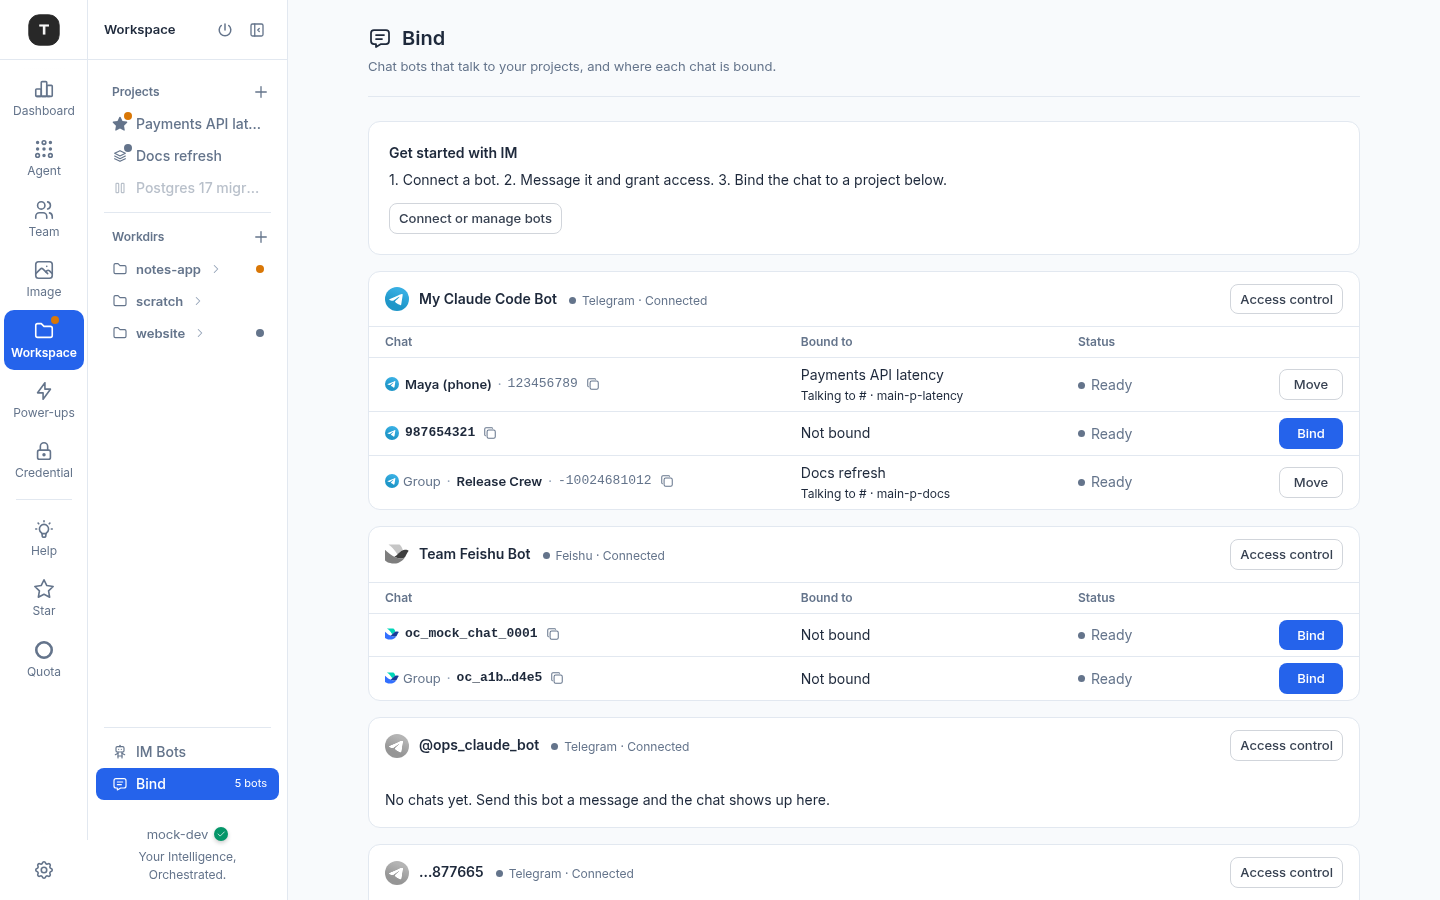 T
Workspace
Dashboard
Agent
Team
Image
Workspace
Power-ups
Credential
Help
Star
Quota
Projects
Payments API lat...
Docs refresh
Postgres 17 migr...
Workdirs
notes-app
scratch
website
IM Bots
Bind 5 bots
mock-dev
Your Intelligence,
Orchestrated.
Bind
Chat bots that talk to your projects, and where each chat is bound.
Get started with IM
1. Connect a bot. 2. Message it and grant access. 3. Bind the chat to a project below.
Connect or manage bots
My Claude Code Bot Telegram · Connected Access control
Chat Bound to Status
Maya (phone) · 123456789 Payments API latency Ready Move
Talking to # · main-p-latency
987654321 Not bound Ready Bind
Group · Release Crew · -10024681012 Docs refresh Ready Move
Talking to # · main-p-docs
Team Feishu Bot Feishu · Connected Access control
Chat Bound to Status
oc_mock_chat_0001 Not bound Ready Bind
Group · oc_a1b…d4e5 Not bound Ready Bind
@ops_claude_bot Telegram · Connected Access control
No chats yet. Send this bot a message and the chat shows up here.
...877665 Telegram · Connected Access control